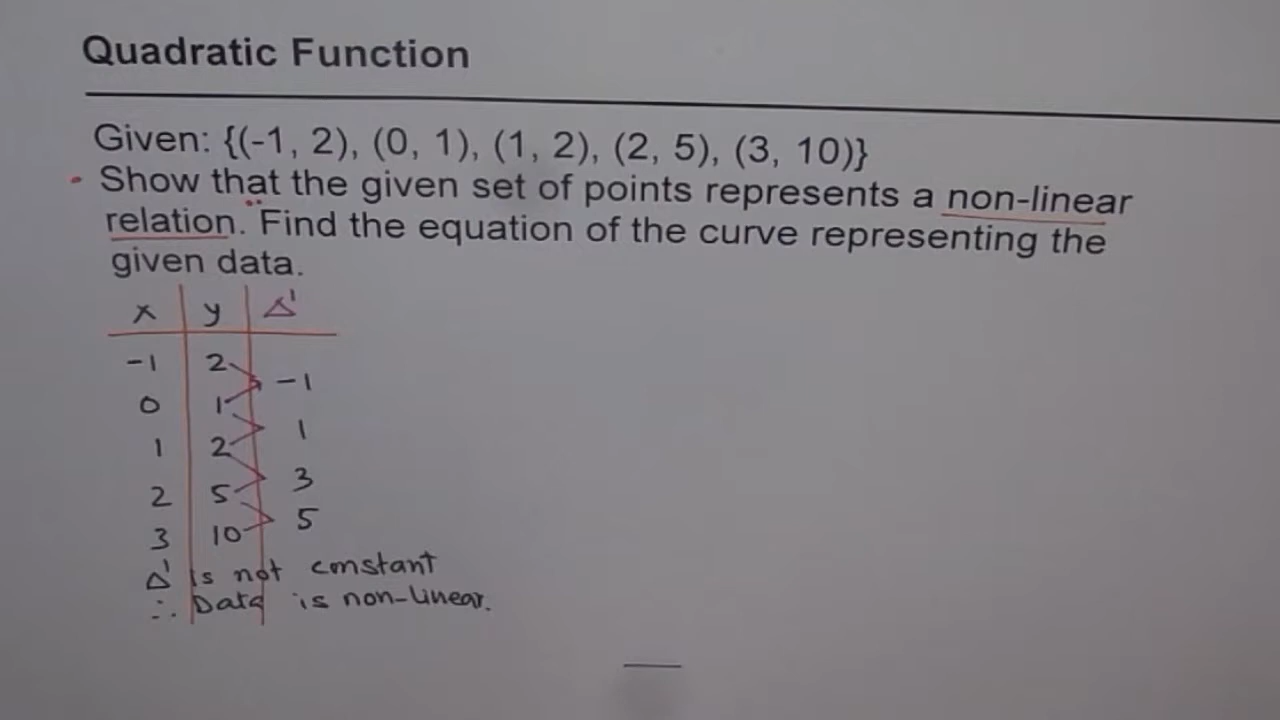 Quadratic Function
Given: {(-1, 2), (0, 1), (1, 2), (2, 5), (3, 10)}
Show that the given set of points represents a non-linear
relation. Find the equation of the curve representing the
given data.
x y Δ'
-1 2
-1
0 1
1
1 2
3
2 5
5
3 10
Δ' is not constant
∴ Data is non-linear.